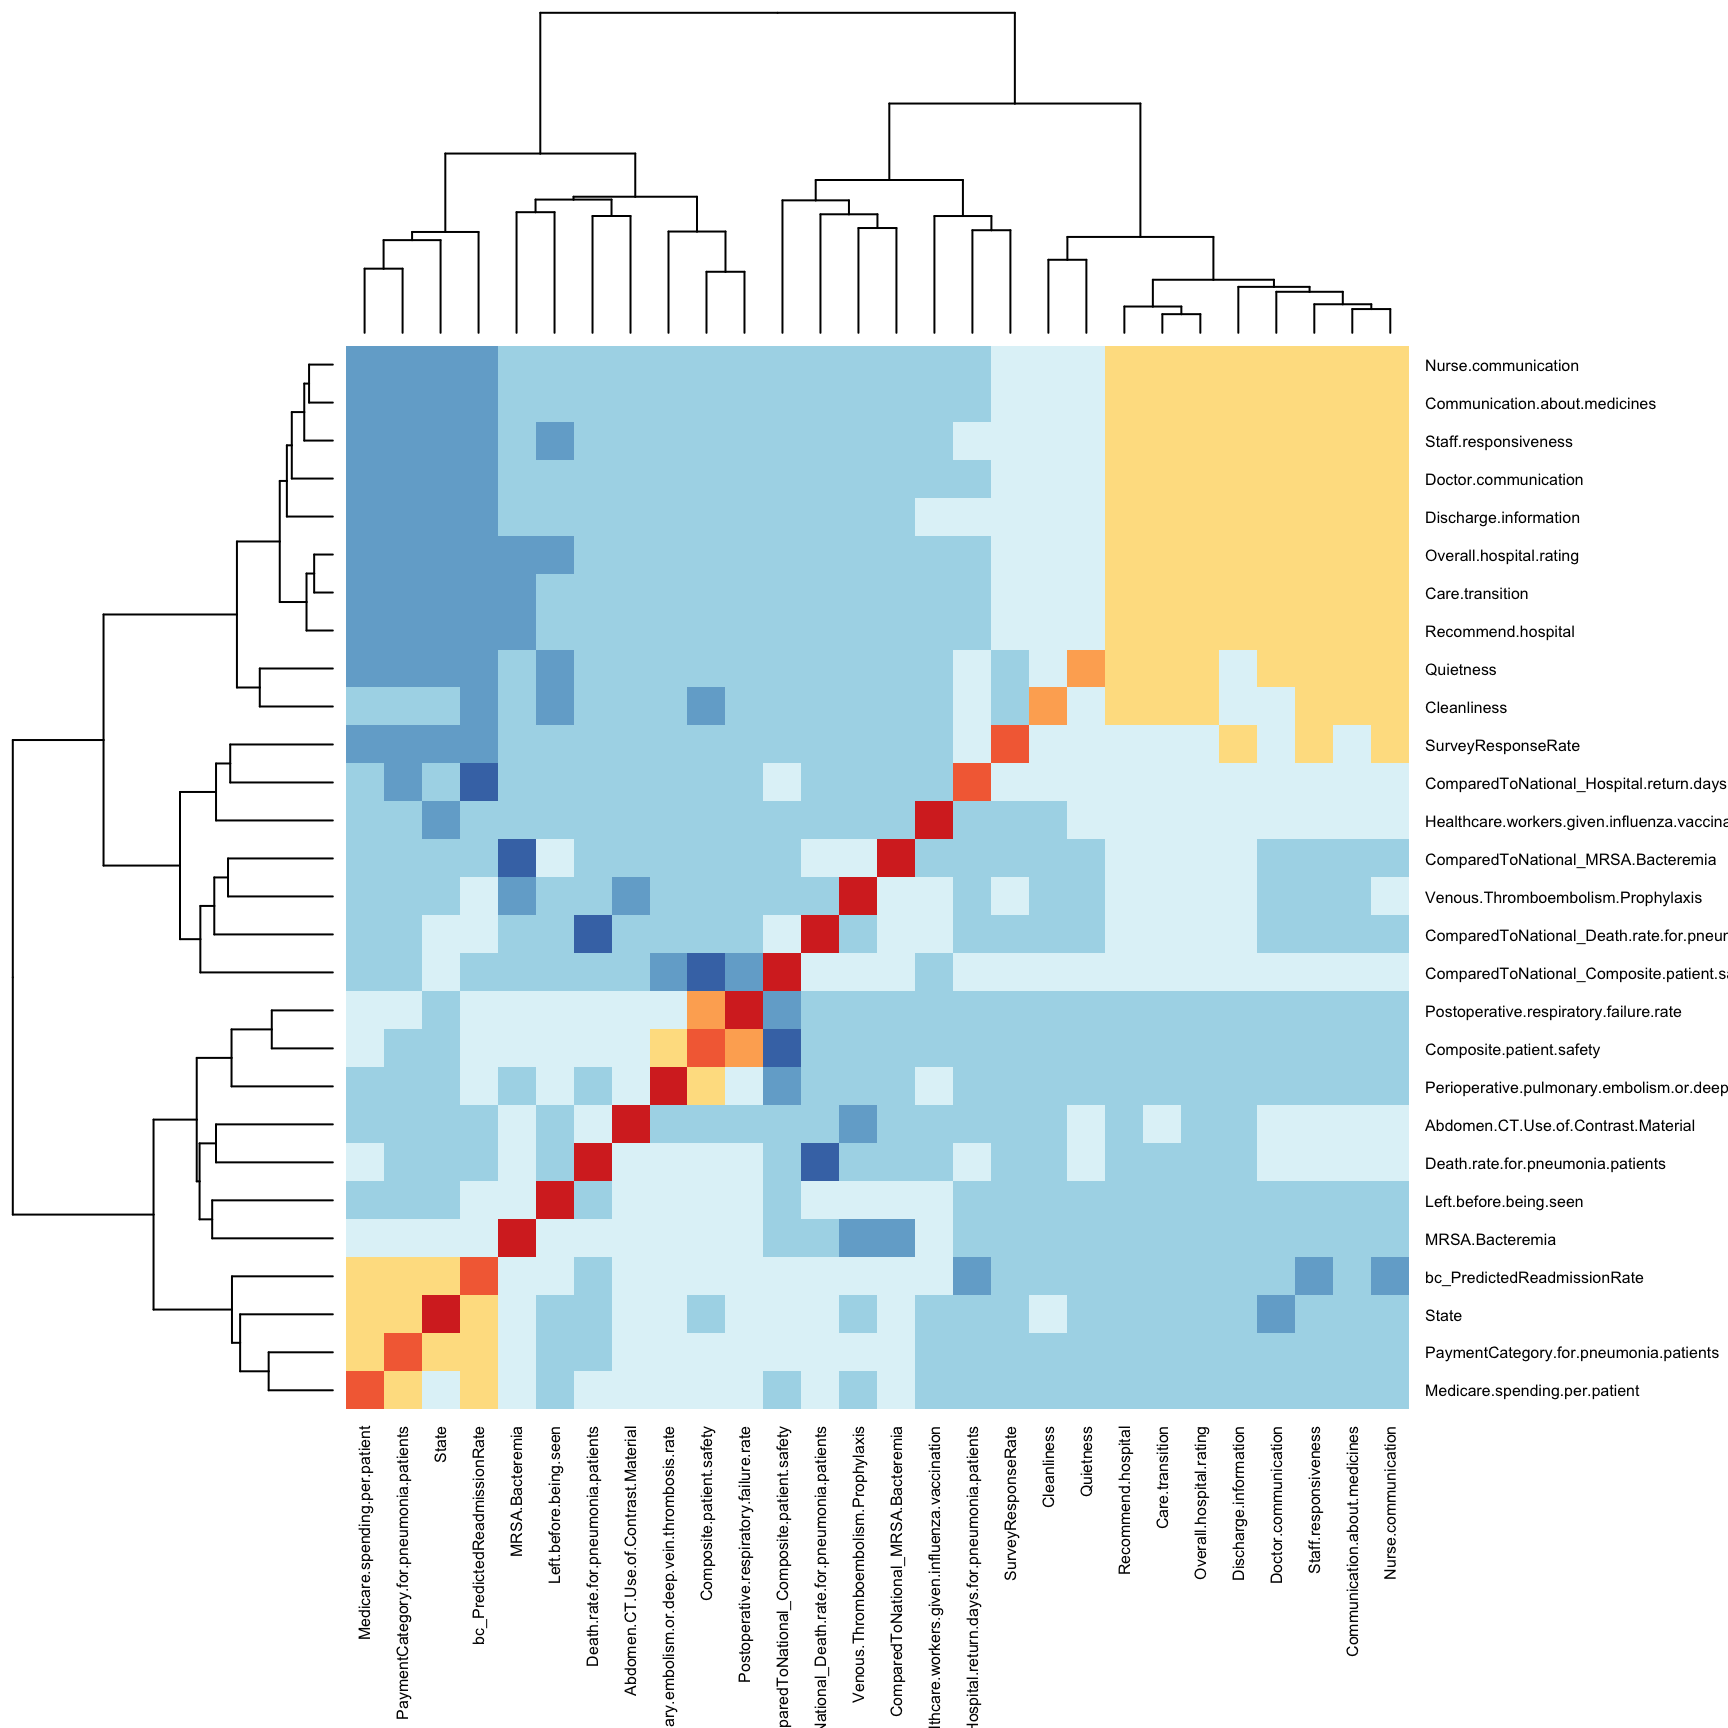 Nurse.communication
Communication.about.medicines
Staff.responsiveness
Doctor.communication
Discharge.information
Overall.hospital.rating
Care.transition
Recommend.hospital
Quietness
Cleanliness
SurveyResponseRate
ComparedToNational_Hospital.return.days
Healthcare.workers.given.influenza.vaccina
ComparedToNational_MRSA.Bacteremia
Venous.Thromboembolism.Prophylaxis
ComparedToNational_Death.rate.for.pneur
ComparedToNational_Composite.patient.sa
Postoperative.respiratory.failure.rate
Composite.patient.safety
Perioperative.pulmonary.embolism.or.deep
Abdomen.CT.Use.of.Contrast.Material
Death.rate.for.pneumonia.patients
Left.before.being.seen
MRSA.Bacteremia
bc_PredictedReadmissionRate
State
PaymentCategory.for.pneumonia.patients
Medicare.spending.per.patient
Medicare.spending.per.patient
PaymentCategory.for.pneumonia.patients
State
bc_PredictedReadmissionRate
MRSA.Bacteremia
Left.before.being.seen
Death.rate.for.pneumonia.patients
Abdomen.CT.Use.of.Contrast.Material
ary.embolism.or.deep.vein.thrombosis.rate
Composite.patient.safety
Postoperative.respiratory.failure.rate
paredToNational_Composite.patient.safety
National_Death.rate.for.pneumonia.patients
Venous.Thromboembolism.Prophylaxis
ComparedToNational_MRSA.Bacteremia
lthcare.workers.given.influenza.vaccination
Hospital.return.days.for.pneumonia.patients
SurveyResponseRate
Cleanliness
Quietness
Recommend.hospital
Care.transition
Overall.hospital.rating
Discharge.information
Doctor.communication
Staff.responsiveness
Communication.about.medicines
Nurse.communication